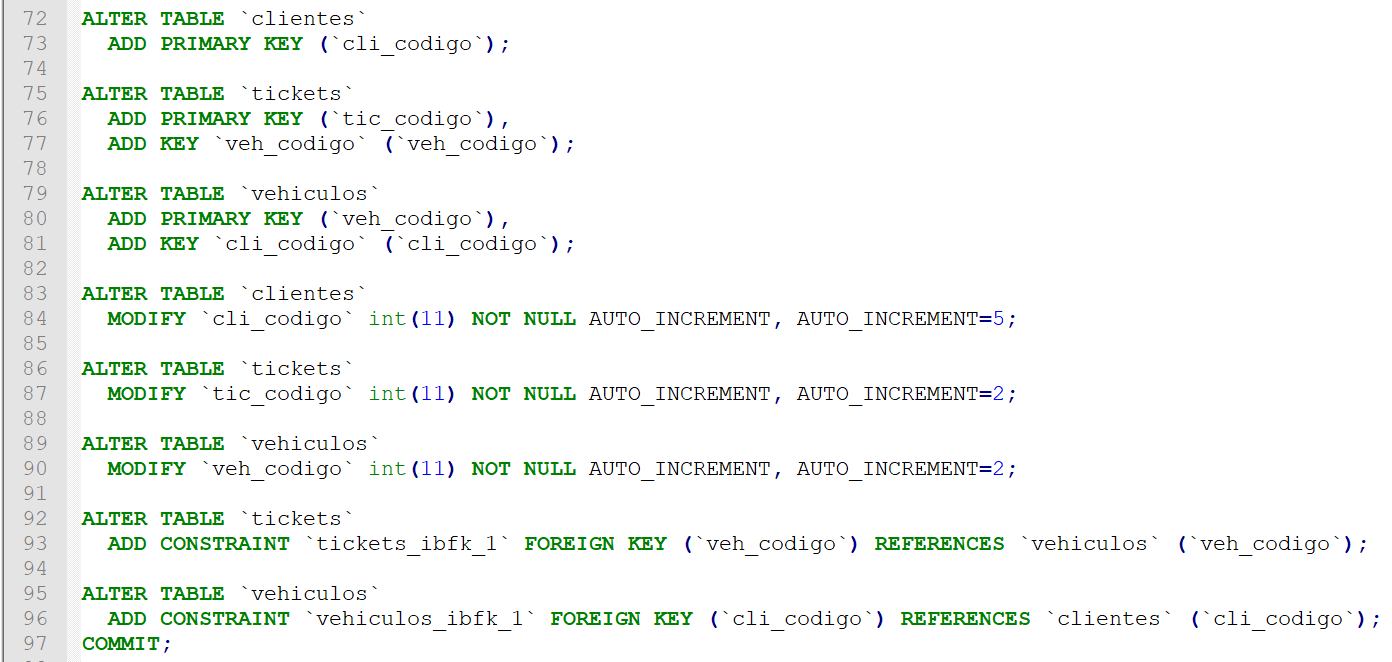 72 ALTER TABLE `clientes`
73   ADD PRIMARY KEY (`cli_codigo`);
74
75 ALTER TABLE `tickets`
76   ADD PRIMARY KEY (`tic_codigo`),
77   ADD KEY `veh_codigo` (`veh_codigo`);
78
79 ALTER TABLE `vehiculos`
80   ADD PRIMARY KEY (`veh_codigo`),
81   ADD KEY `cli_codigo` (`cli_codigo`);
82
83 ALTER TABLE `clientes`
84   MODIFY `cli_codigo` int(11) NOT NULL AUTO_INCREMENT, AUTO_INCREMENT=5;
85
86 ALTER TABLE `tickets`
87   MODIFY `tic_codigo` int(11) NOT NULL AUTO_INCREMENT, AUTO_INCREMENT=2;
88
89 ALTER TABLE `vehiculos`
90   MODIFY `veh_codigo` int(11) NOT NULL AUTO_INCREMENT, AUTO_INCREMENT=2;
91
92 ALTER TABLE `tickets`
93   ADD CONSTRAINT `tickets_ibfk_1` FOREIGN KEY (`veh_codigo`) REFERENCES `vehiculos` (`veh_codigo`);
94
95 ALTER TABLE `vehiculos`
96   ADD CONSTRAINT `vehiculos_ibfk_1` FOREIGN KEY (`cli_codigo`) REFERENCES `clientes` (`cli_codigo`);
97 COMMIT;